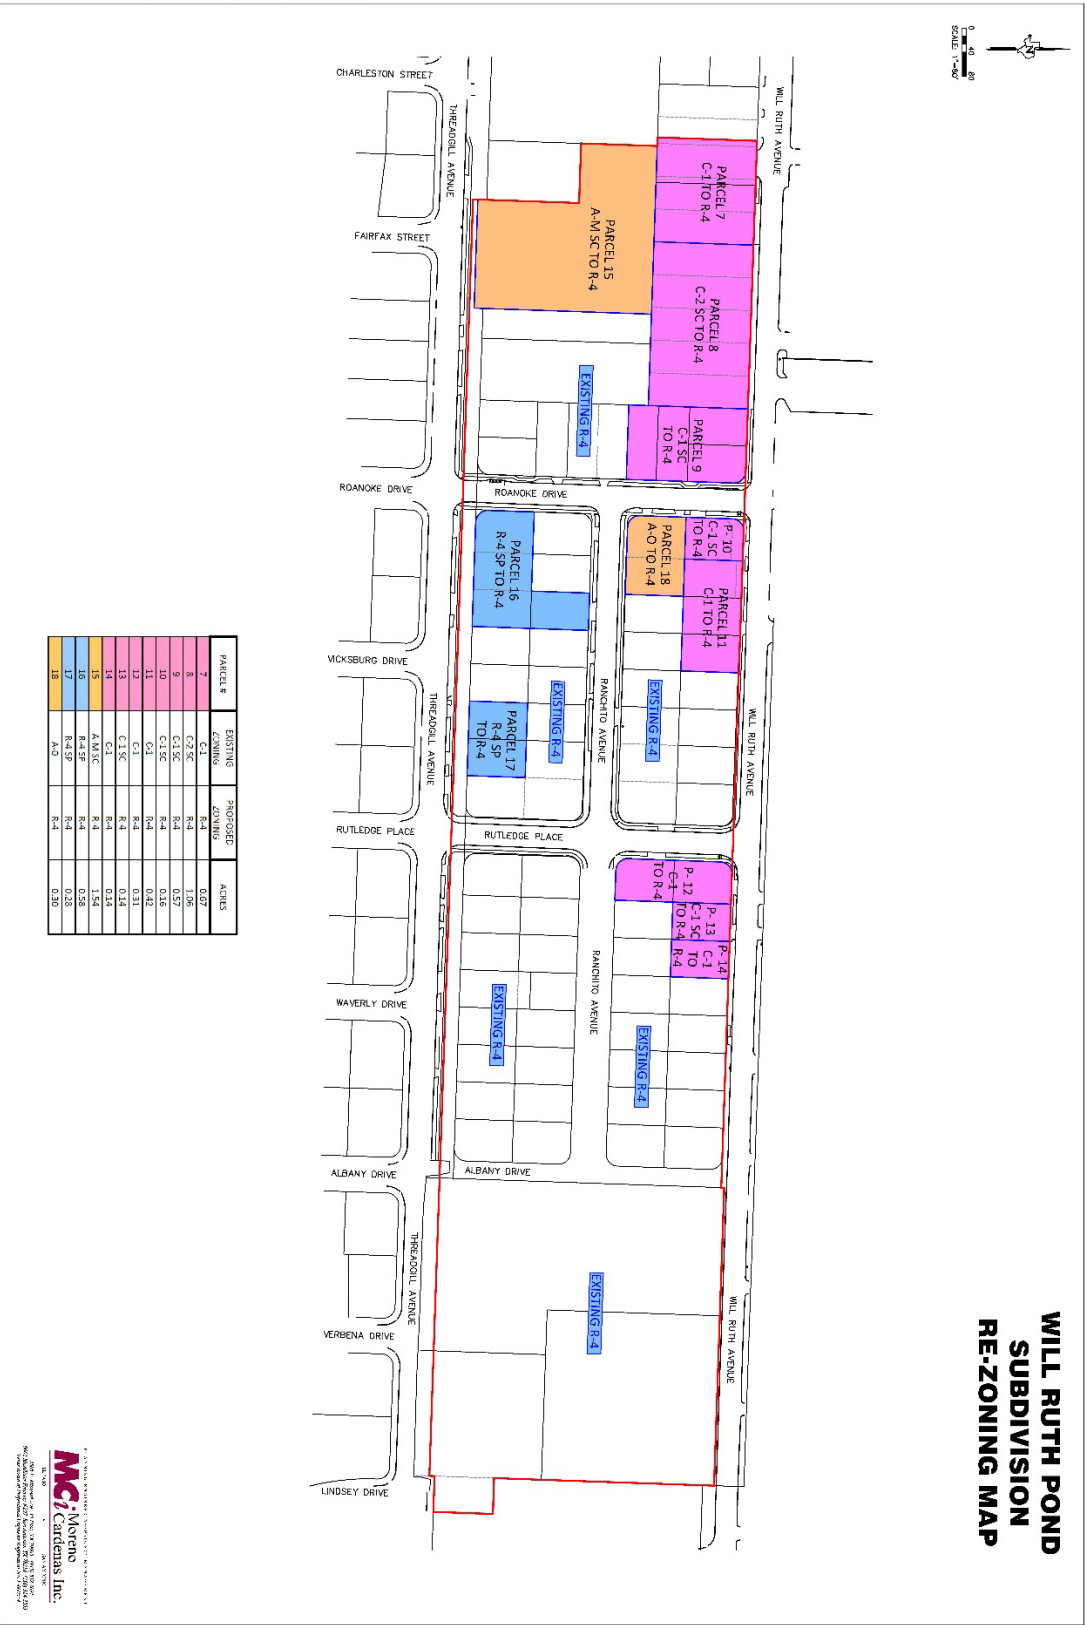 WILL RUTH POND
SUBDIVISION
RE-ZONING MAP
0 40 80
SCALE: 1"=80'
N
WILL RUTH AVENUE
WILL RUTH AVENUE
WILL RUTH AVENUE
PARCEL 7
C-1 TO R-4
PARCEL 8
C-2 SC TO R-4
PARCEL 9
C-1 SC
TO R-4
P- 10
C-1 SC
TO R-4
PARCEL 11
C-1 TO R-4
P- 12
C-1
TO R-4
P- 13
C-1 SC
TO R-4
P- 14
C-1
TO
R-4
PARCEL 15
A-M SC TO R-4
PARCEL 18
A-O TO R-4
EXISTING R-4
EXISTING R-4
EXISTING R-4
RANCHITO AVENUE
RANCHITO AVENUE
EXISTING R-4
EXISTING R-4
EXISTING R-4
PARCEL 16
R-4 SP TO R-4
PARCEL 17
R-4 SP
TO R-4
ROANOKE DRIVE
RUTLEDGE PLACE
ALBANY DRIVE
THREADGILL AVENUE
THREADGILL AVENUE
THREADGILL AVENUE
CHARLESTON STREET
FAIRFAX STREET
ROANOKE DRIVE
VICKSBURG DRIVE
RUTLEDGE PLACE
WAVERLY DRIVE
ALBANY DRIVE
VERBENA DRIVE
LINDSEY DRIVE
PARCEL # EXISTING ZONING PROPOSED ZONING ACRES
7 C-1 R-4 0.67
8 C-2 SC R-4 1.06
9 C-1 SC R-4 0.57
10 C-1 SC R-4 0.16
11 C-1 R-4 0.42
12 C-1 R-4 0.31
13 C-1 SC R-4 0.14
14 C-1 R-4 0.14
15 A-M SC R-4 1.54
16 R-4 SP R-4 0.58
17 R-4 SP R-4 0.28
18 A-O R-4 0.30
MCi Moreno
Cardenas Inc.